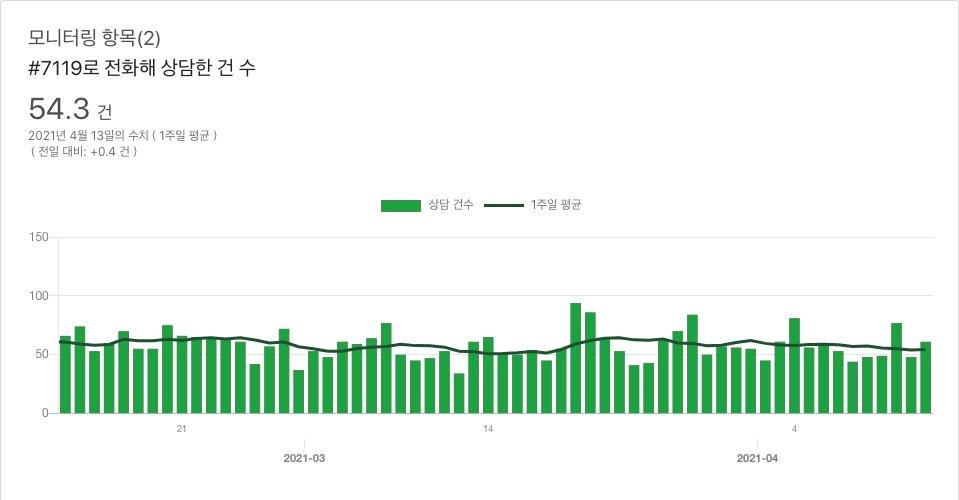 모니터링 항목(2)
#7119로 전화해 상담한 건 수
54.3 건
2021년 4월 13일의 수치 ( 1주일 평균 )
( 전일 대비: +0.4 건 )
상담 건수 1주일 평균
150
100
50
0
21 14 4
2021-03 2021-04